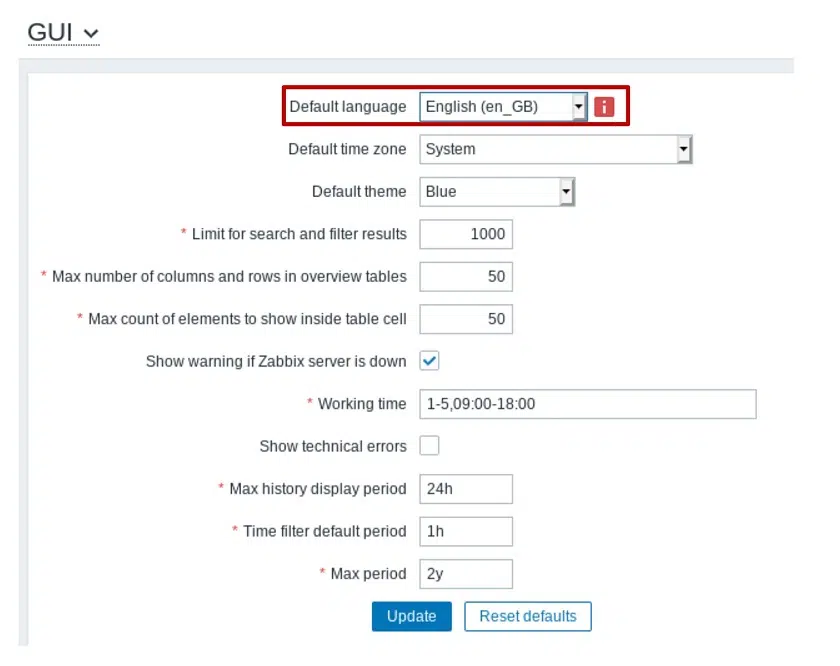 GUI
Default language English (en_GB) i
Default time zone System
Default theme Blue
* Limit for search and filter results 1000
* Max number of columns and rows in overview tables 50
* Max count of elements to show inside table cell 50
Show warning if Zabbix server is down
* Working time 1-5,09:00-18:00
Show technical errors
* Max history display period 24h
* Time filter default period 1h
* Max period 2y
Update Reset defaults